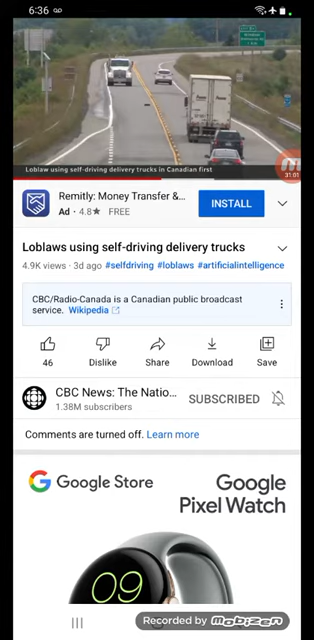 6:36
Loblaw using self-driving delivery trucks in Canadian first
31:01
Remitly: Money Transfer &...
Ad · 4.8★ FREE
INSTALL
Loblaws using self-driving delivery trucks
4.9K views · 3d ago #selfdriving #loblaws #artificialintelligence
CBC/Radio-Canada is a Canadian public broadcast
service. Wikipedia
46 Dislike Share Download Save
CBC News: The Natio...
1.38M subscribers
SUBSCRIBED
Comments are turned off. Learn more
Google Store
Google
Pixel Watch
09
Recorded by Mobizen